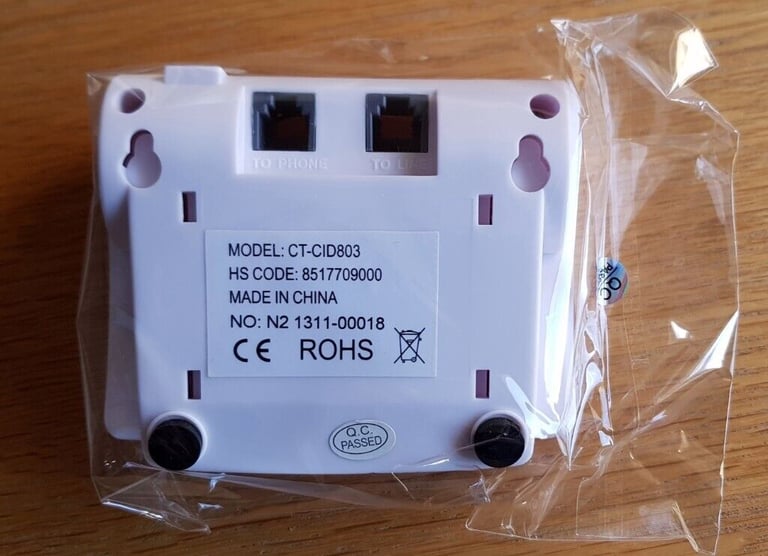 TO PHONE
TO LINE
MODEL: CT-CID803
HS CODE: 8517709000
MADE IN CHINA
NO: N2 1311-00018
CE ROHS
Q.C.
PASSED
QC